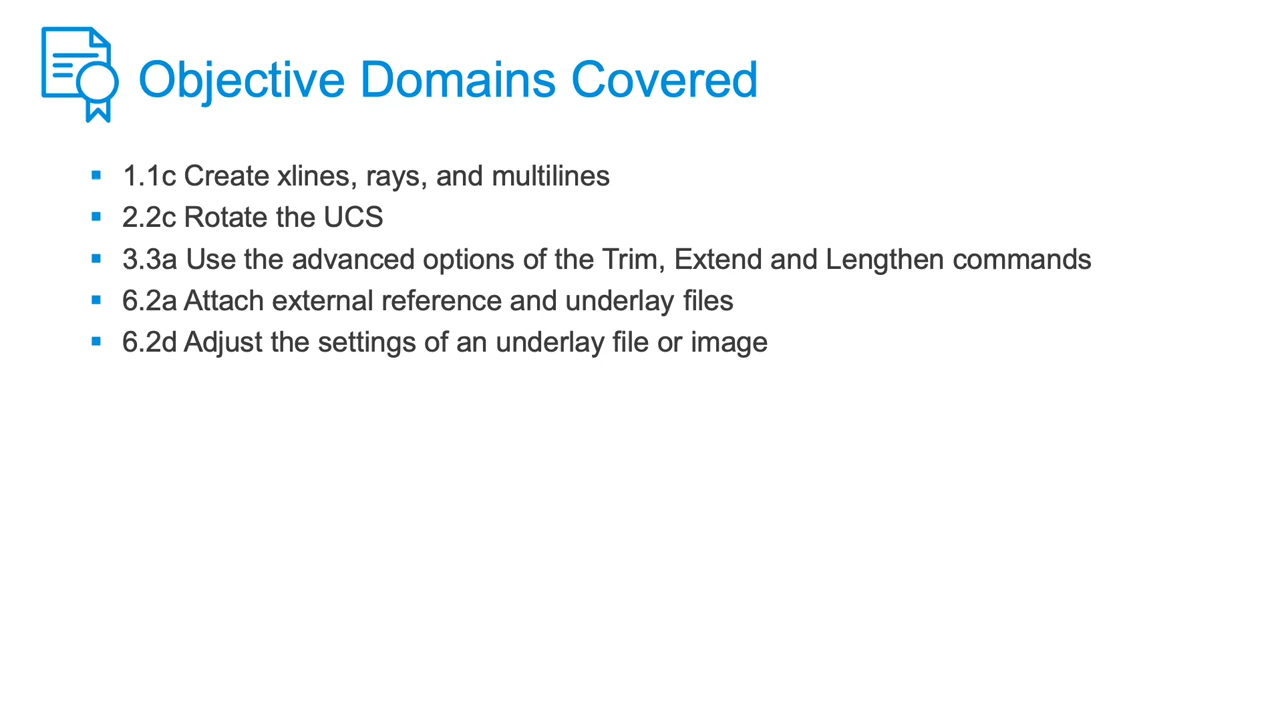 Objective Domains Covered
1.1c Create xlines, rays, and multilines
2.2c Rotate the UCS
3.3a Use the advanced options of the Trim, Extend and Lengthen commands
6.2a Attach external reference and underlay files
6.2d Adjust the settings of an underlay file or image